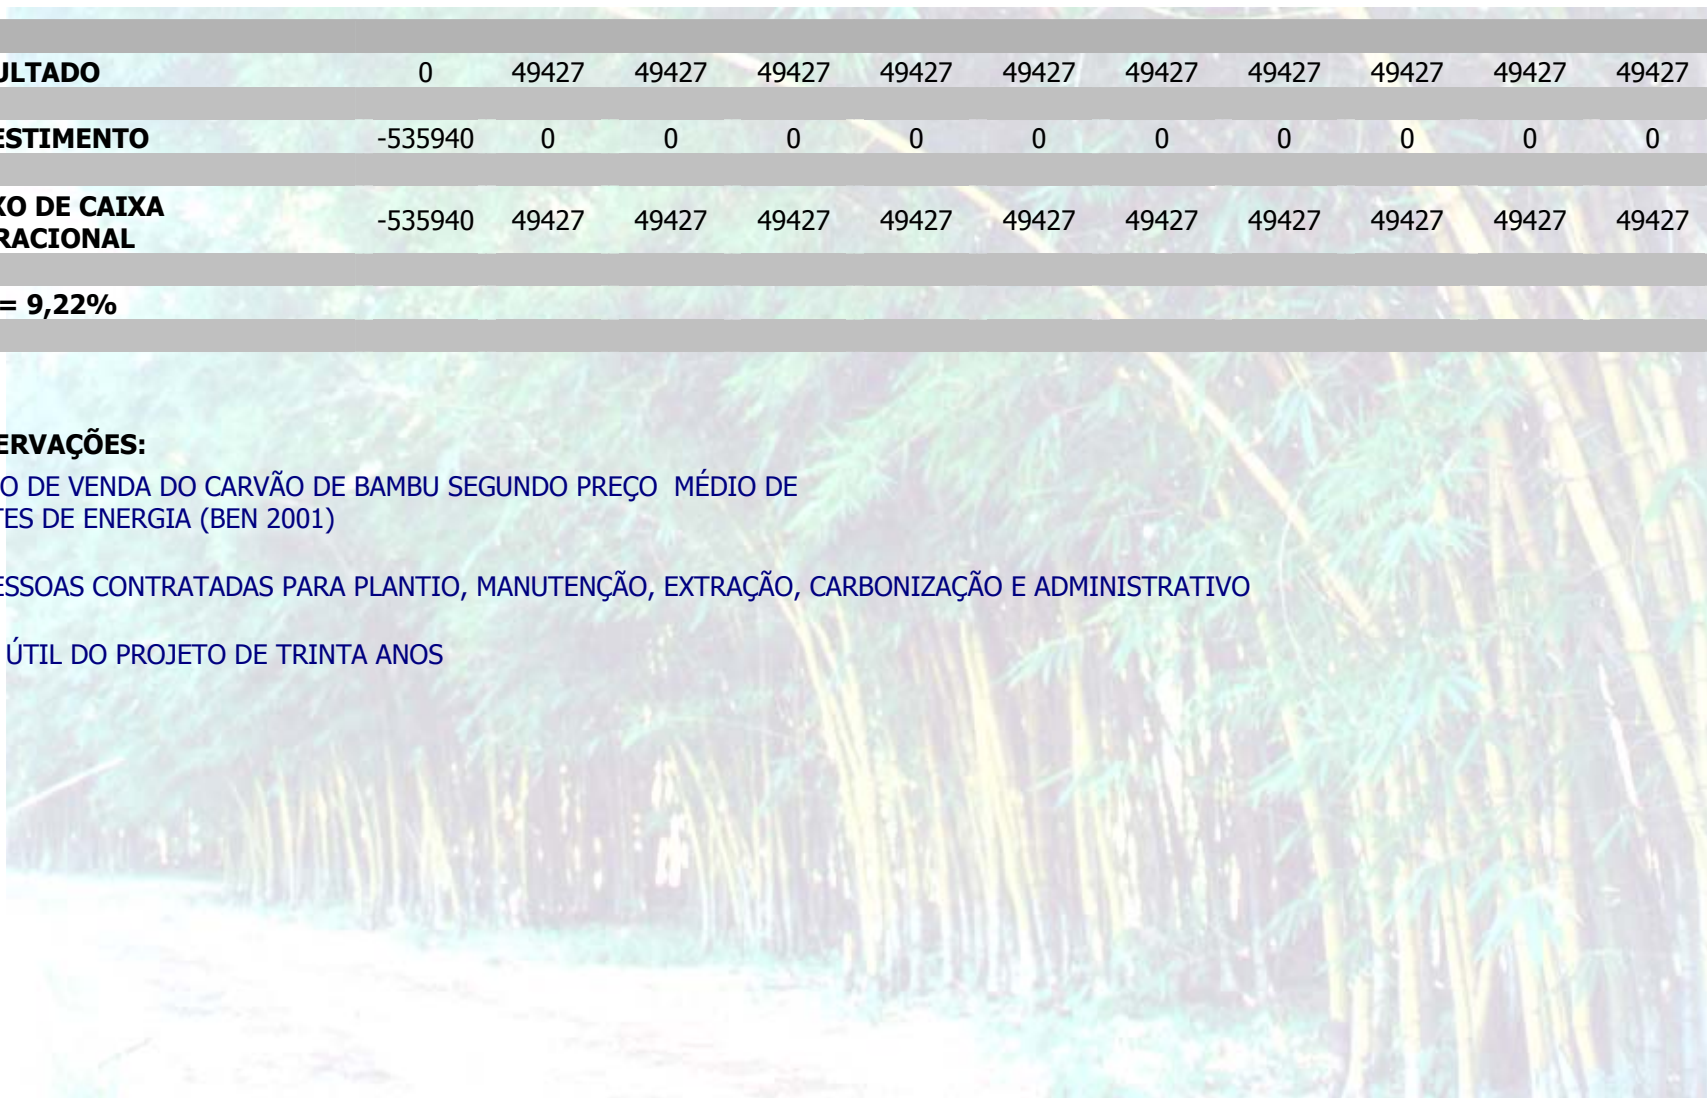 ULTADO 0 49427 49427 49427 49427 49427 49427 49427 49427 49427 49427
ESTIMENTO -535940 0 0 0 0 0 0 0 0 0 0
XO DE CAIXA
RACIONAL -535940 49427 49427 49427 49427 49427 49427 49427 49427 49427 49427
= 9,22%
ERVAÇÕES:
O DE VENDA DO CARVÃO DE BAMBU SEGUNDO PREÇO MÉDIO DE
TES DE ENERGIA (BEN 2001)
ESSOAS CONTRATADAS PARA PLANTIO, MANUTENÇÃO, EXTRAÇÃO, CARBONIZAÇÃO E ADMINISTRATIVO
ÚTIL DO PROJETO DE TRINTA ANOS